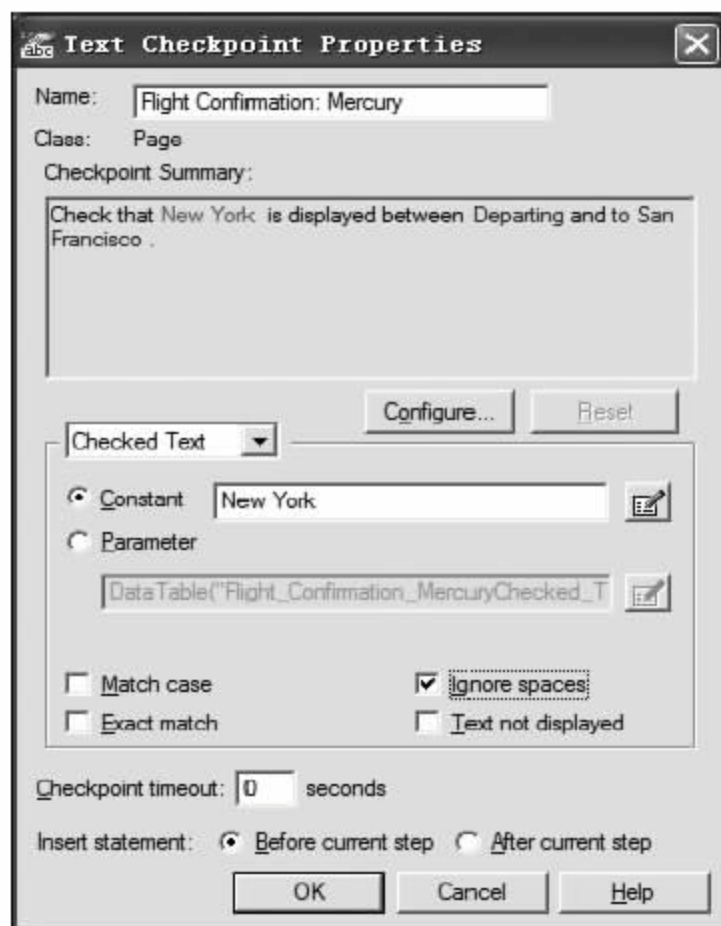 abc Text Checkpoint Properties
Name: Flight Confirmation: Mercury
Class: Page
Checkpoint Summary:
Check that New York is displayed between Departing and to San
Francisco .
Configure... Reset
Checked Text
Constant New York
Parameter
DataTable("Flight_Confirmation_MercuryChecked_T
Match case Ignore spaces
Exact match Text not displayed
Checkpoint timeout: 0 seconds
Insert statement: Before current step After current step
OK Cancel Help